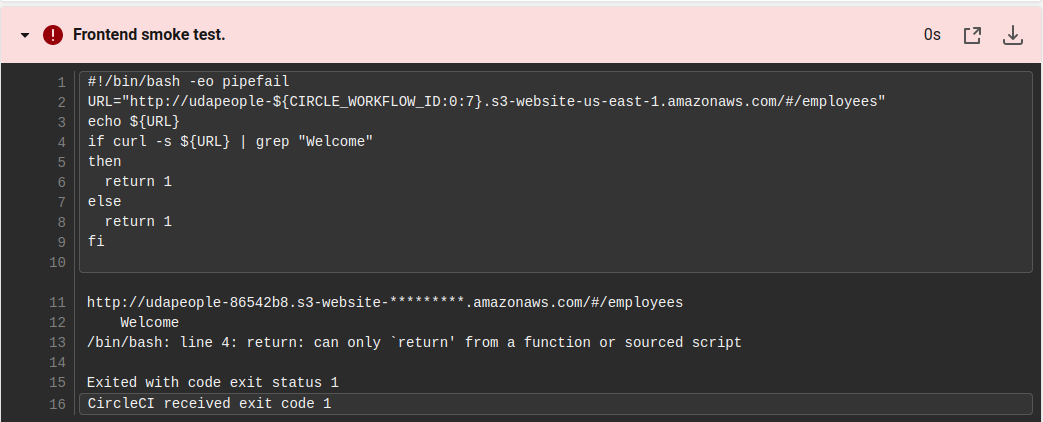 Frontend smoke test.
0s
1 #!/bin/bash -eo pipefail
2 URL="http://udapeople-${CIRCLE_WORKFLOW_ID:0:7}.s3-website-us-east-1.amazonaws.com/#/employees"
3 echo ${URL}
4 if curl -s ${URL} | grep "Welcome"
5 then
6   return 1
7 else
8   return 1
9 fi
10
11 http://udapeople-86542b8.s3-website-*********.amazonaws.com/#/employees
12     Welcome
13 /bin/bash: line 4: return: can only `return' from a function or sourced script
14
15 Exited with code exit status 1
16 CircleCI received exit code 1